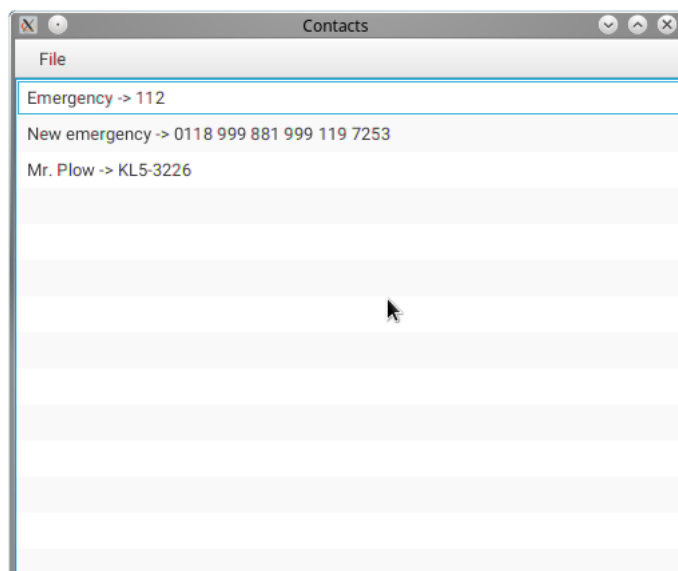 Contacts
File
Emergency -> 112
New emergency -> 0118 999 881 999 119 7253
Mr. Plow -> KL5-3226